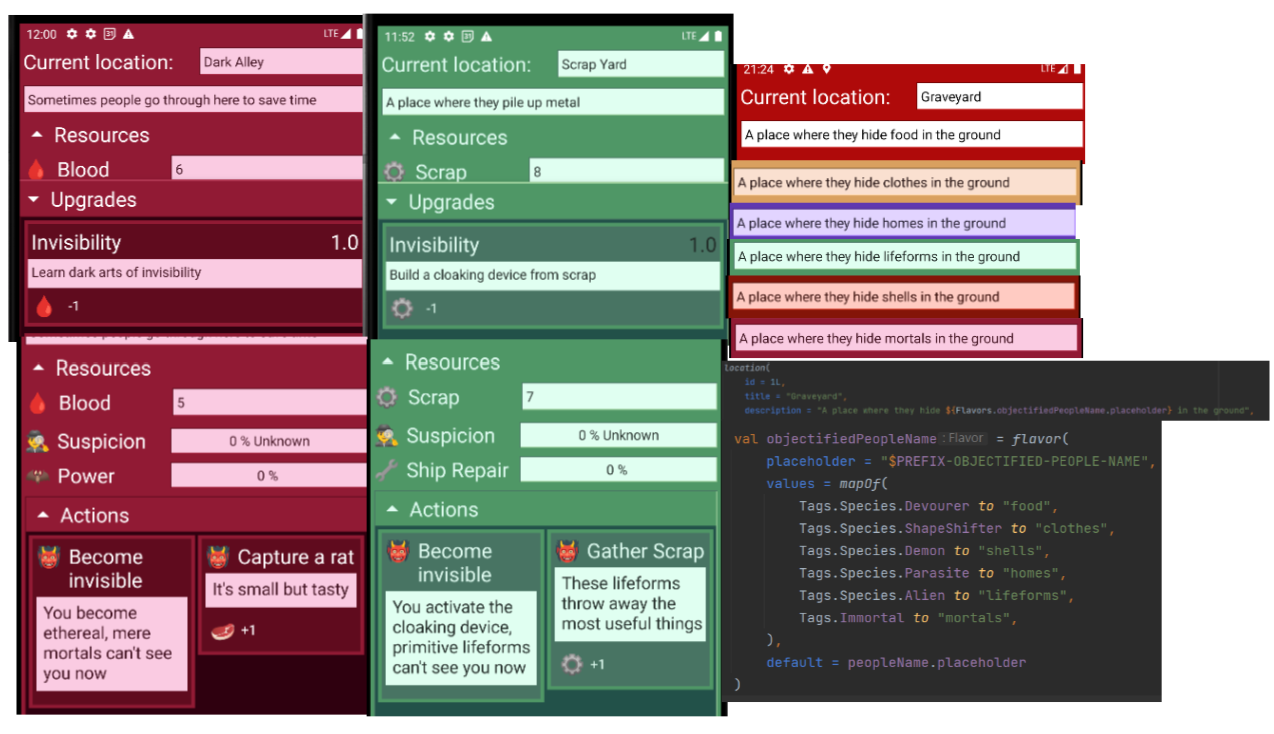 12:00
31
LTE
Current location:
Dark Alley
Sometimes people go through here to save time
Resources
Blood
6
Upgrades
Invisibility
1.0
Learn dark arts of invisibility
-1
Resources
Blood
5
Suspicion
0 % Unknown
Power
0 %
Actions
Become
invisible
You become
ethereal, mere
mortals can't see
you now
Capture a rat
It's small but tasty
+1
11:52
31
LTE
Current location:
Scrap Yard
A place where they pile up metal
Resources
Scrap
8
Upgrades
Invisibility
1.0
Build a cloaking device from scrap
-1
Resources
Scrap
7
Suspicion
0 % Unknown
Ship Repair
0 %
Actions
Become
invisible
You activate the
cloaking device,
primitive lifeforms
can't see you now
Gather Scrap
These lifeforms
throw away the
most useful things
+1
21:24
LTE
Current location:
Graveyard
A place where they hide food in the ground
A place where they hide clothes in the ground
A place where they hide homes in the ground
A place where they hide lifeforms in the ground
A place where they hide shells in the ground
A place where they hide mortals in the ground
location(
id = 1L,
title = "Graveyard",
description = "A place where they hide ${Flavors.objectifiedPeopleName.placeholder} in the ground",
val objectifiedPeopleName : Flavor = flavor(
placeholder = "$PREFIX-OBJECTIFIED-PEOPLE-NAME",
values = mapOf(
Tags.Species.Devourer to "food",
Tags.Species.ShapeShifter to "clothes",
Tags.Species.Demon to "shells",
Tags.Species.Parasite to "homes",
Tags.Species.Alien to "lifeforms",
Tags.Immortal to "mortals",
),
default = peopleName.placeholder
)